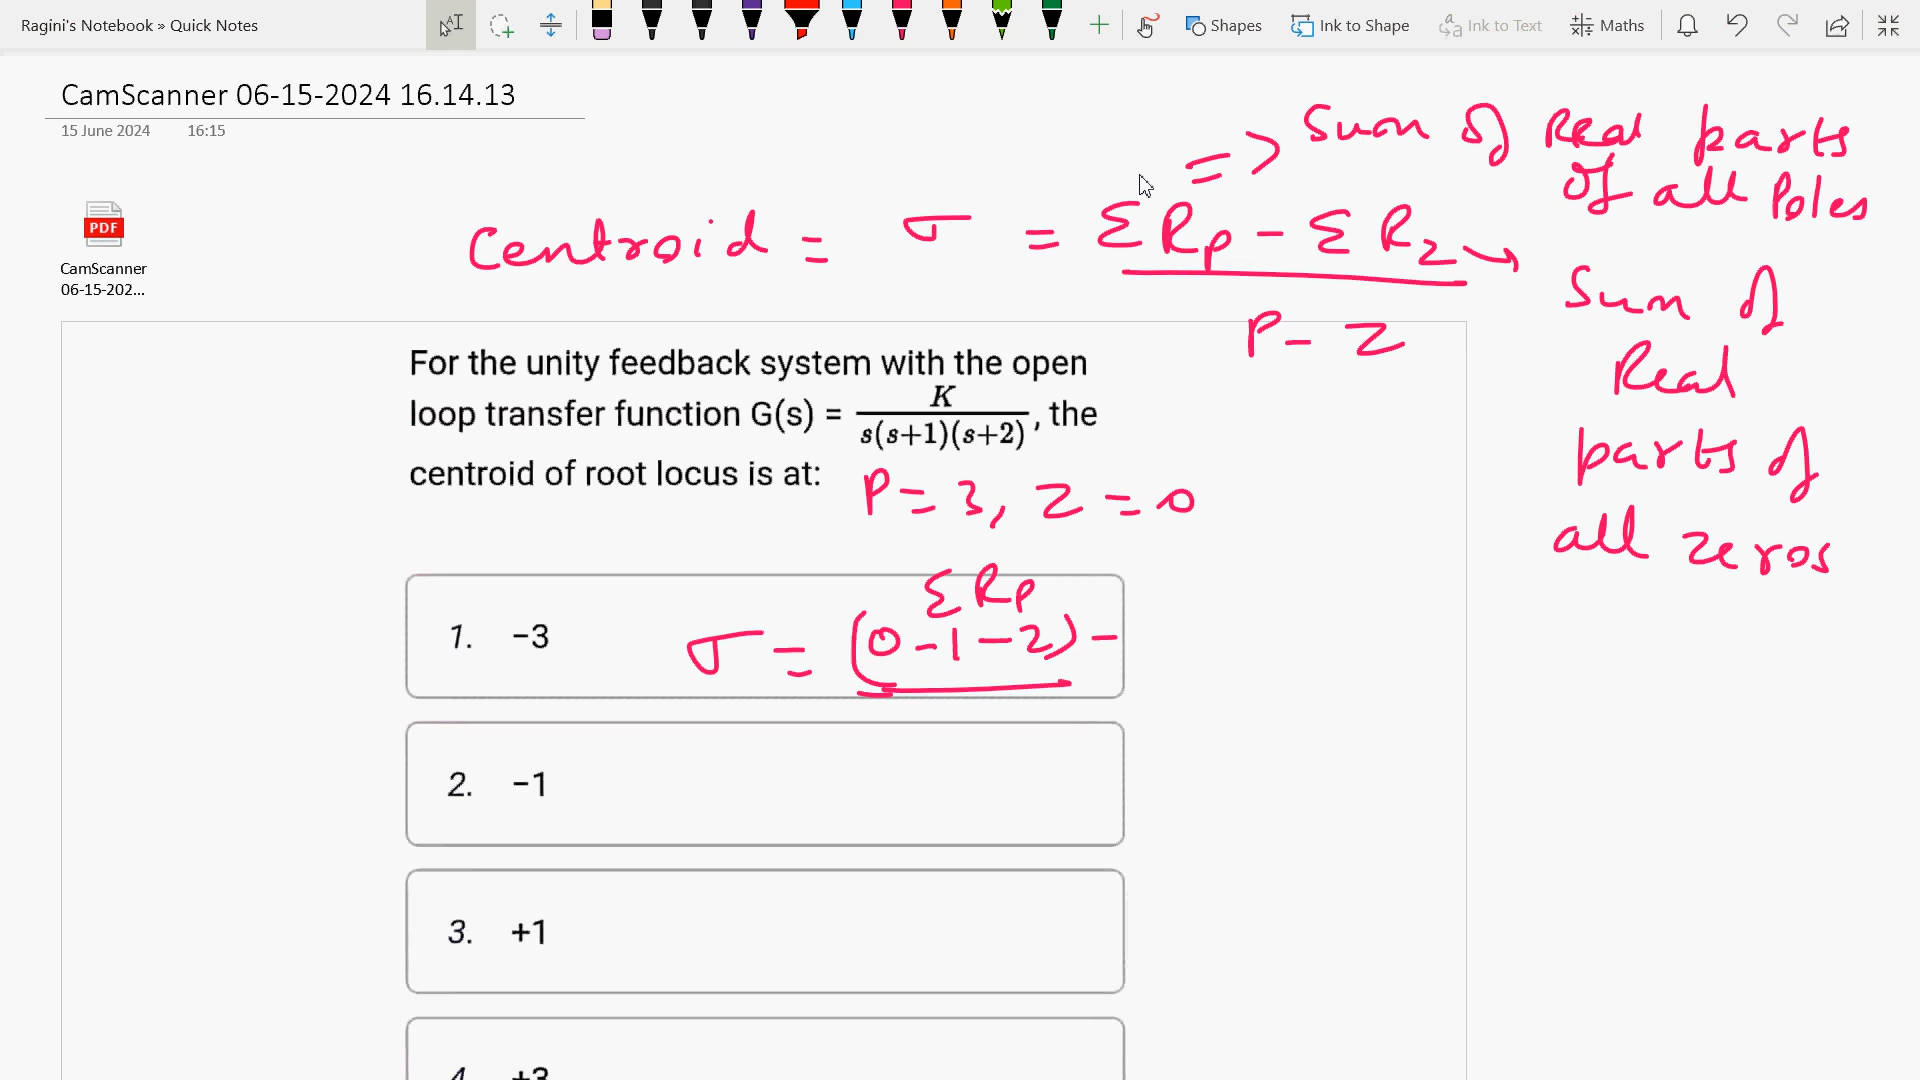 Ragini's Notebook » Quick Notes
Shapes
Ink to Shape
Ink to Text
Maths
CamScanner 06-15-2024 16.14.13
15 June 2024 16:15
PDF
CamScanner
06-15-202...
=> Sum of Real parts
of all Poles
Centroid = σ = ΣRp - ΣRz →
P - Z
Sum of
Real
parts of
all zeros
For the unity feedback system with the open
loop transfer function G(s) = K / s(s+1)(s+2), the
centroid of root locus is at:
P = 3, Z = 0
ΣRp
1. −3
σ = (0 - 1 - 2) -
2. −1
3. +1
4. +3